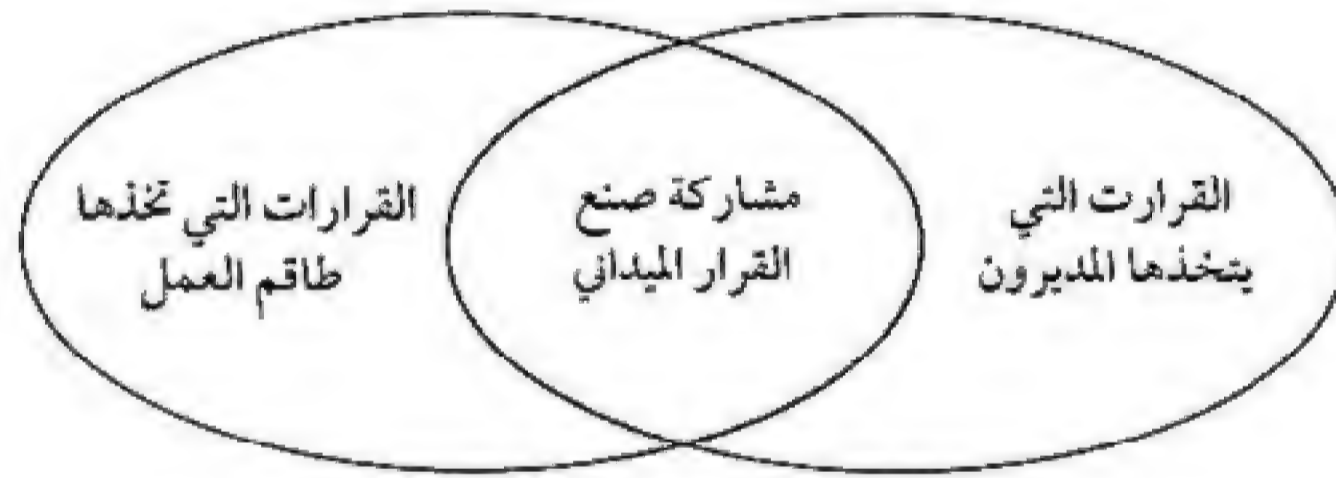 القرارت التي
يتخذها المديرون
مشاركة صنع
القرار الميداني
القرارات التي تخذها
طاقم العمل